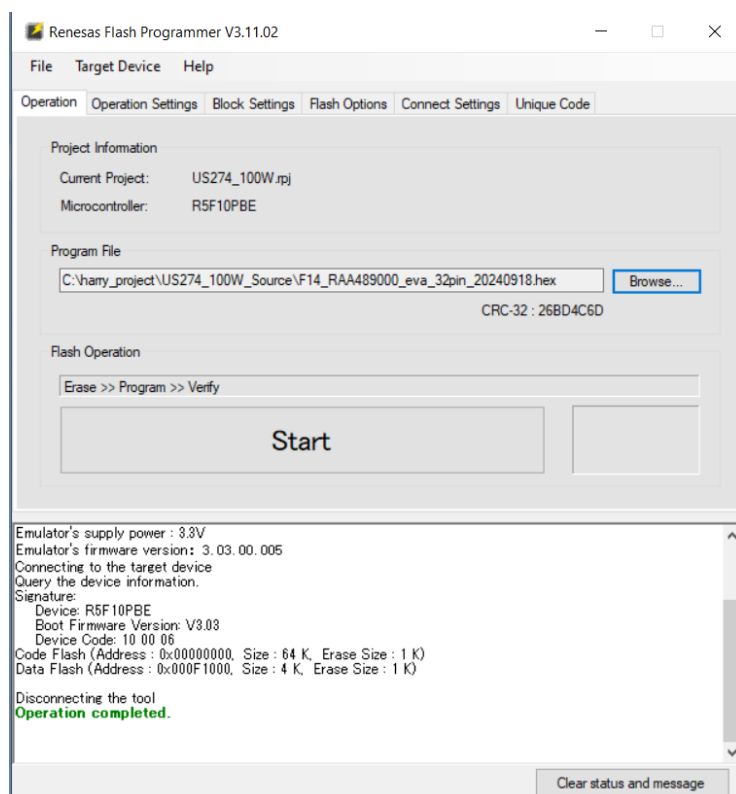 Renesas Flash Programmer V3.11.02
File Target Device Help
Operation Operation Settings Block Settings Flash Options Connect Settings Unique Code
Project Information
Current Project: US274_100W.rpj
Microcontroller: R5F10PBE
Program File
C:\harry_project\US274_100W_Source\F14_RAA489000_eva_32pin_20240918.hex Browse...
CRC-32 : 26BD4C6D
Flash Operation
Erase >> Program >> Verify
Start
Emulator's supply power : 3.3V
Emulator's firmware version: 3.03.00.005
Connecting to the target device
Query the device information.
Signature:
Device: R5F10PBE
Boot Firmware Version: V3.03
Device Code: 10 00 06
Code Flash (Address : 0x00000000, Size : 64 K, Erase Size : 1 K)
Data Flash (Address : 0x000F1000, Size : 4 K, Erase Size : 1 K)
Disconnecting the tool
Operation completed.
Clear status and message